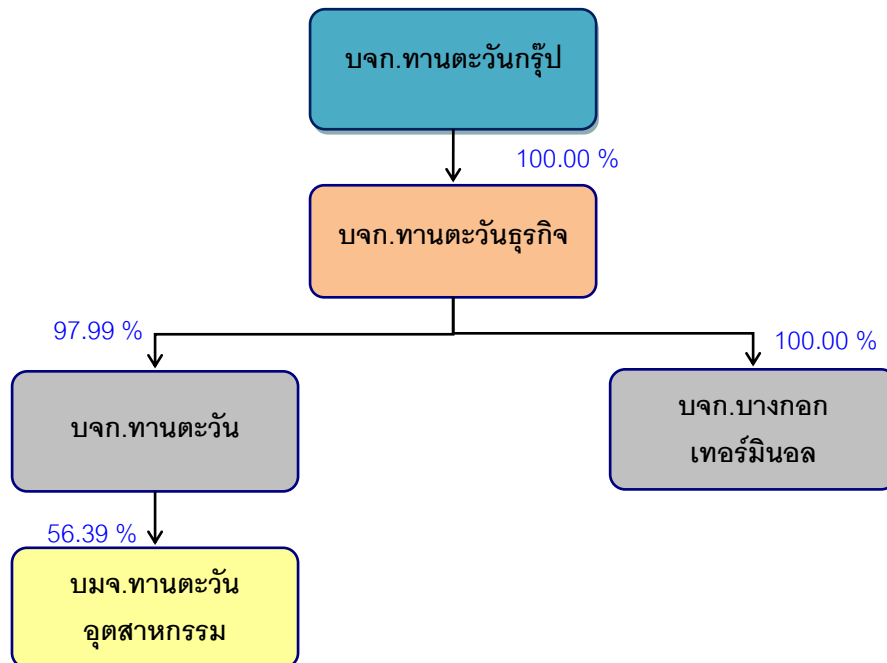 บจก.ทานตะวันกรุ๊ป
100.00 %
บจก.ทานตะวันธุรกิจ
97.99 %
100.00 %
บจก.ทานตะวัน
บจก.บางกอก
เทอร์มินอล
56.39 %
บมจ.ทานตะวัน
อุตสาหกรรม